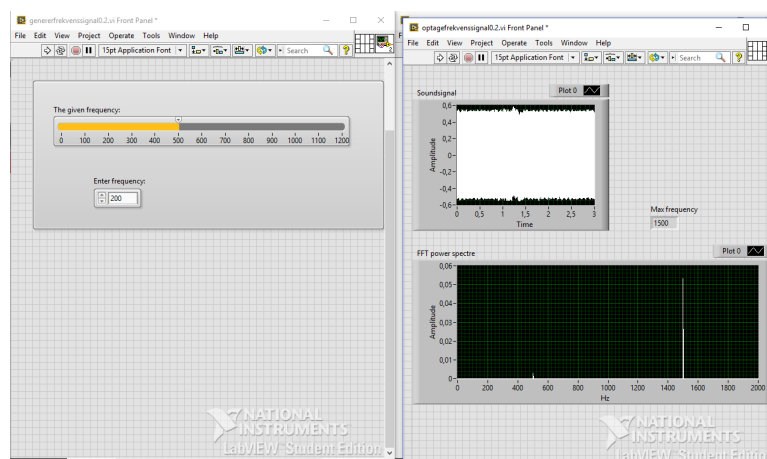 genererfrekvenssignal0.2.vi Front Panel *
File Edit View Project Operate Tools Window Help
15pt Application Font
Search
The given frequency:
0 100 200 300 400 500 600 700 800 900 1000 1100 1200
Enter frequency:
200
NATIONAL
INSTRUMENTS
LabVIEW Student Edition
optagefrekvenssignal0.2.vi Front Panel *
File Edit View Project Operate Tools Window Help
15pt Application Font
Search
Soundsignal
Plot 0
0,6
0,4
0,2
0
-0,2
-0,4
-0,6
Amplitude
0 0,5 1 1,5 2 2,5 3
Time
Max frequency
1500
FFT power spectre
Plot 0
0,06
0,05
0,04
0,03
0,02
0,01
0
Amplitude
0 200 400 600 800 1000 1200 1400 1600 1800 2000
Hz
NATIONAL
INSTRUMENTS
LabVIEW Student Editio